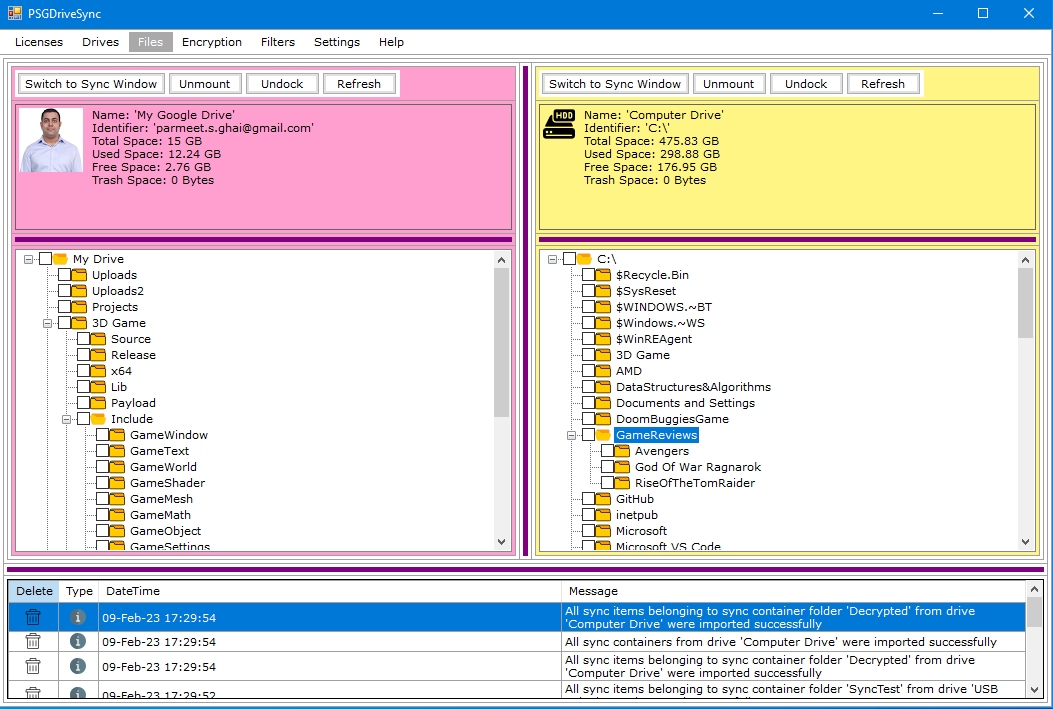 PSGDriveSync
Licenses Drives Files Encryption Filters Settings Help
Switch to Sync Window Unmount Undock Refresh
Name: 'My Google Drive'
Identifier: 'parmeet.s.ghai@gmail.com'
Total Space: 15 GB
Used Space: 12.24 GB
Free Space: 2.76 GB
Trash Space: 0 Bytes
My Drive
Uploads
Uploads2
Projects
3D Game
Source
Release
x64
Lib
Payload
Include
GameWindow
GameText
GameWorld
GameShader
GameMesh
GameMath
GameObject
GameSettings
Switch to Sync Window Unmount Undock Refresh
HDD
Name: 'Computer Drive'
Identifier: 'C:\'
Total Space: 475.83 GB
Used Space: 298.88 GB
Free Space: 176.95 GB
Trash Space: 0 Bytes
C:\
$Recycle.Bin
$SysReset
$WINDOWS.~BT
$Windows.~WS
$WinREAgent
3D Game
AMD
DataStructures&Algorithms
Documents and Settings
DoomBuggiesGame
GameReviews
Avengers
God Of War Ragnarok
RiseOfTheTomRaider
GitHub
inetpub
Microsoft
Microsoft VS Code
Delete Type DateTime Message
09-Feb-23 17:29:54 All sync items belonging to sync container folder 'Decrypted' from drive
'Computer Drive' were imported successfully
09-Feb-23 17:29:54 All sync containers from drive 'Computer Drive' were imported successfully
09-Feb-23 17:29:54 All sync items belonging to sync container folder 'Decrypted' from drive
'Computer Drive' were imported successfully
09-Feb-23 17:29:52 All sync items belonging to sync container folder 'SyncTest' from drive 'USB